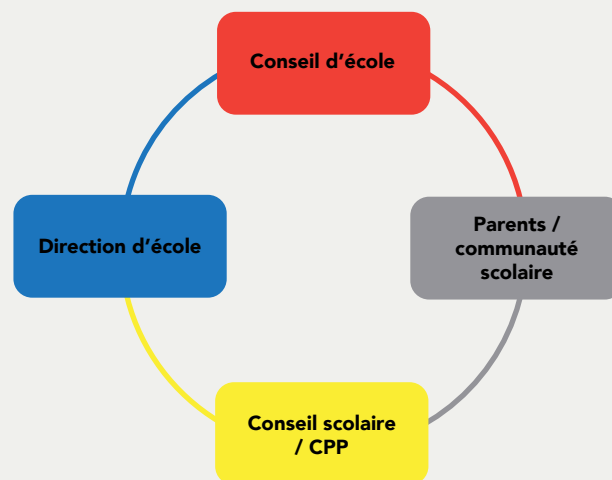 Conseil d’école
Direction d’école
Parents /
communauté
scolaire
Conseil scolaire
/ CPP